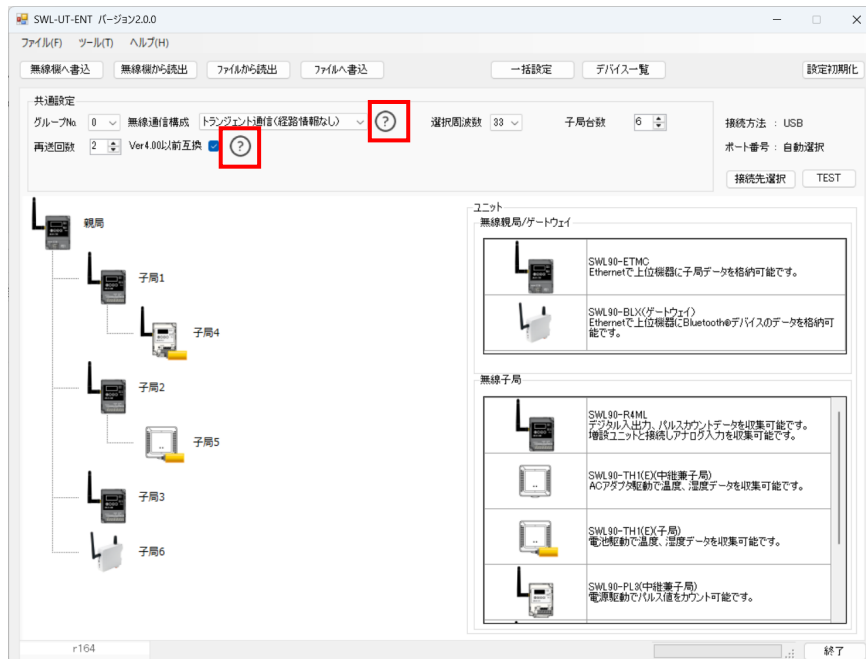 SWL-UT-ENT バージョン2.0.0
ファイル(F) ツール(T) ヘルプ(H)
無線機へ書込 無線機から読出 ファイルから読出 ファイルへ書込 一括設定 デバイス一覧 設定初期化
共通設定
グループNo. 0 無線通信構成 トランジェント通信(経路情報なし) ? 選択周波数 33 子局台数 6 接続方法 : USB
再送回数 2 Ver4.00以前互換 ? ポート番号 : 自動選択
接続先選択 TEST
親局
子局1
子局4
子局2
子局5
子局3
子局6
ユニット
無線親局/ゲートウェイ
SWL90-ETMC
Ethernetで上位機器に子局データを格納可能です。
SWL90-BLX(ゲートウェイ)
Ethernetで上位機器にBluetooth®デバイスのデータを格納可
能です。
無線子局
SWL90-R4ML
デジタル入出力、パルスカウントデータを収集可能です。
増設ユニットと接続しアナログ入力を収集可能です。
SWL90-TH1(E)(中継兼子局)
ACアダプタ駆動で温度、湿度データを収集可能です。
SWL90-TH1(E)(子局)
電池駆動で温度、湿度データを収集可能です。
SWL90-PL3(中継兼子局)
電源駆動でパルス値をカウント可能です。
r164 終了